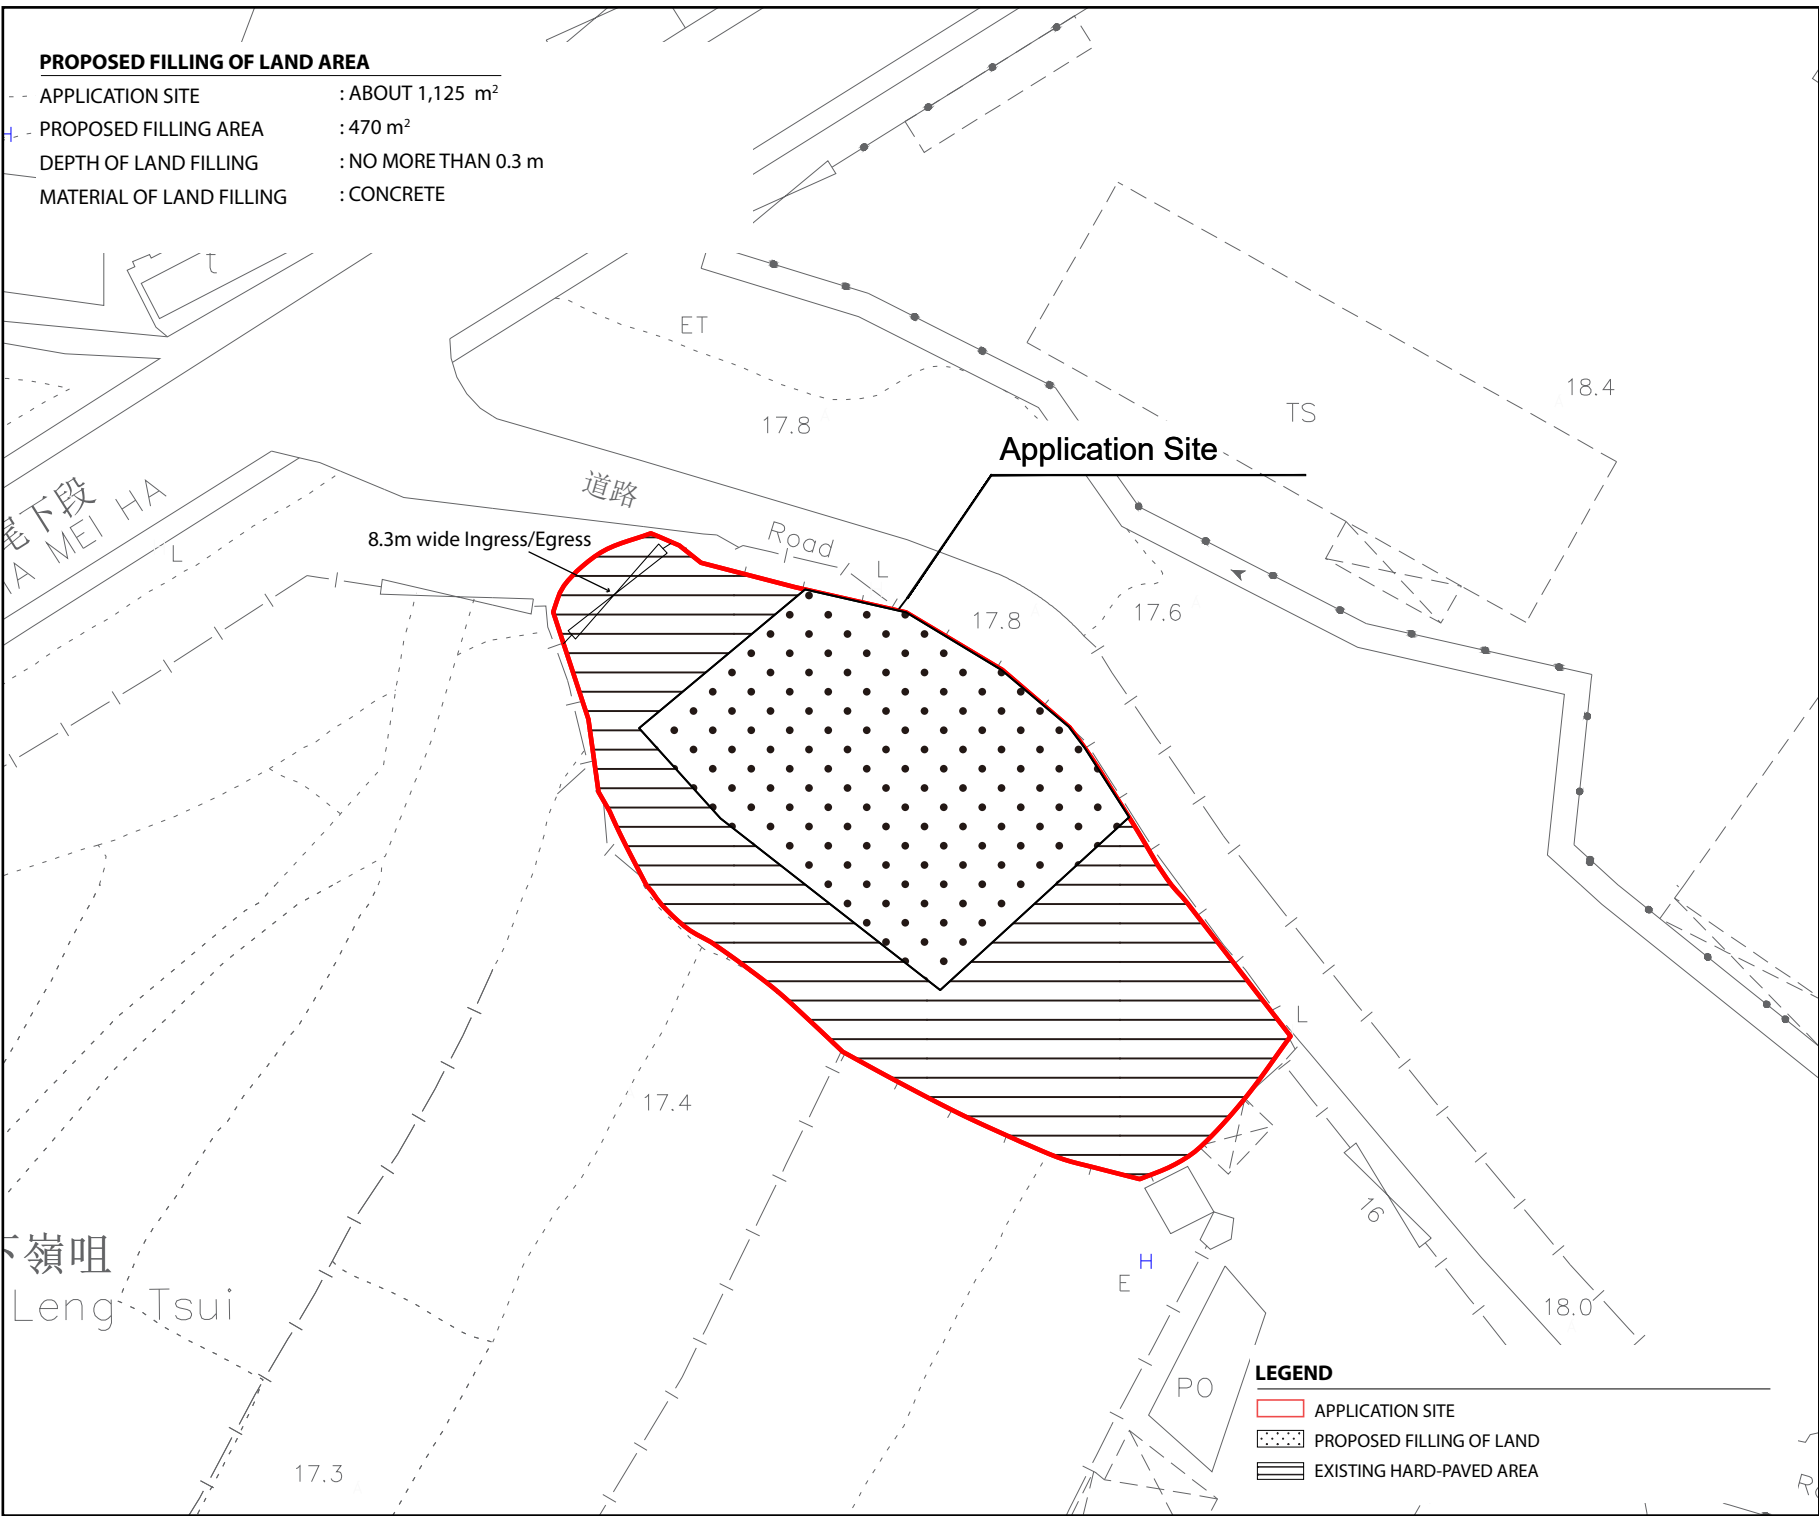 PROPOSED FILLING OF LAND AREA
APPLICATION SITE : ABOUT 1,125 m²
PROPOSED FILLING AREA : 470 m²
DEPTH OF LAND FILLING : NO MORE THAN 0.3 m
MATERIAL OF LAND FILLING : CONCRETE
H
t
ET
17.8
TS
18.4
Application Site
道路
Road
L
尾下段
MEI HA
L
8.3m wide Ingress/Egress
17.8
17.6
L
17.4
16
嶺咀
Leng Tsui
H
E
18.0
PO
17.3
LEGEND
APPLICATION SITE
PROPOSED FILLING OF LAND
EXISTING HARD-PAVED AREA